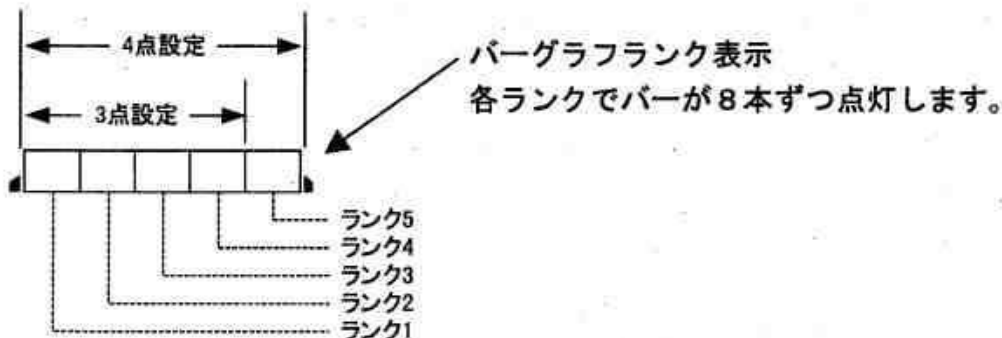 4点設定
バーグラフランク表示
各ランクでバーが8本ずつ点灯します。
3点設定
ランク5
ランク4
ランク3
ランク2
ランク1